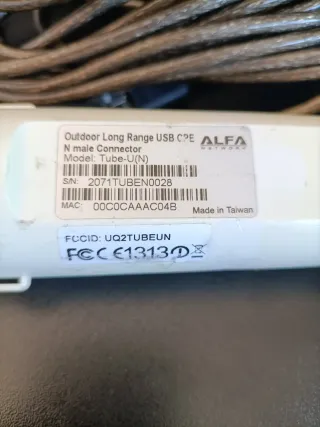 Outdoor Long Range USB CPE
N male Connector
ALFA
NETWORK
Model: Tube-U(N)
S/N: 2071TUBEN0028
MAC: 00C0CAAAC04B
Made in Taiwan
FCCID: UQ2TUBEUN
FC CE1313